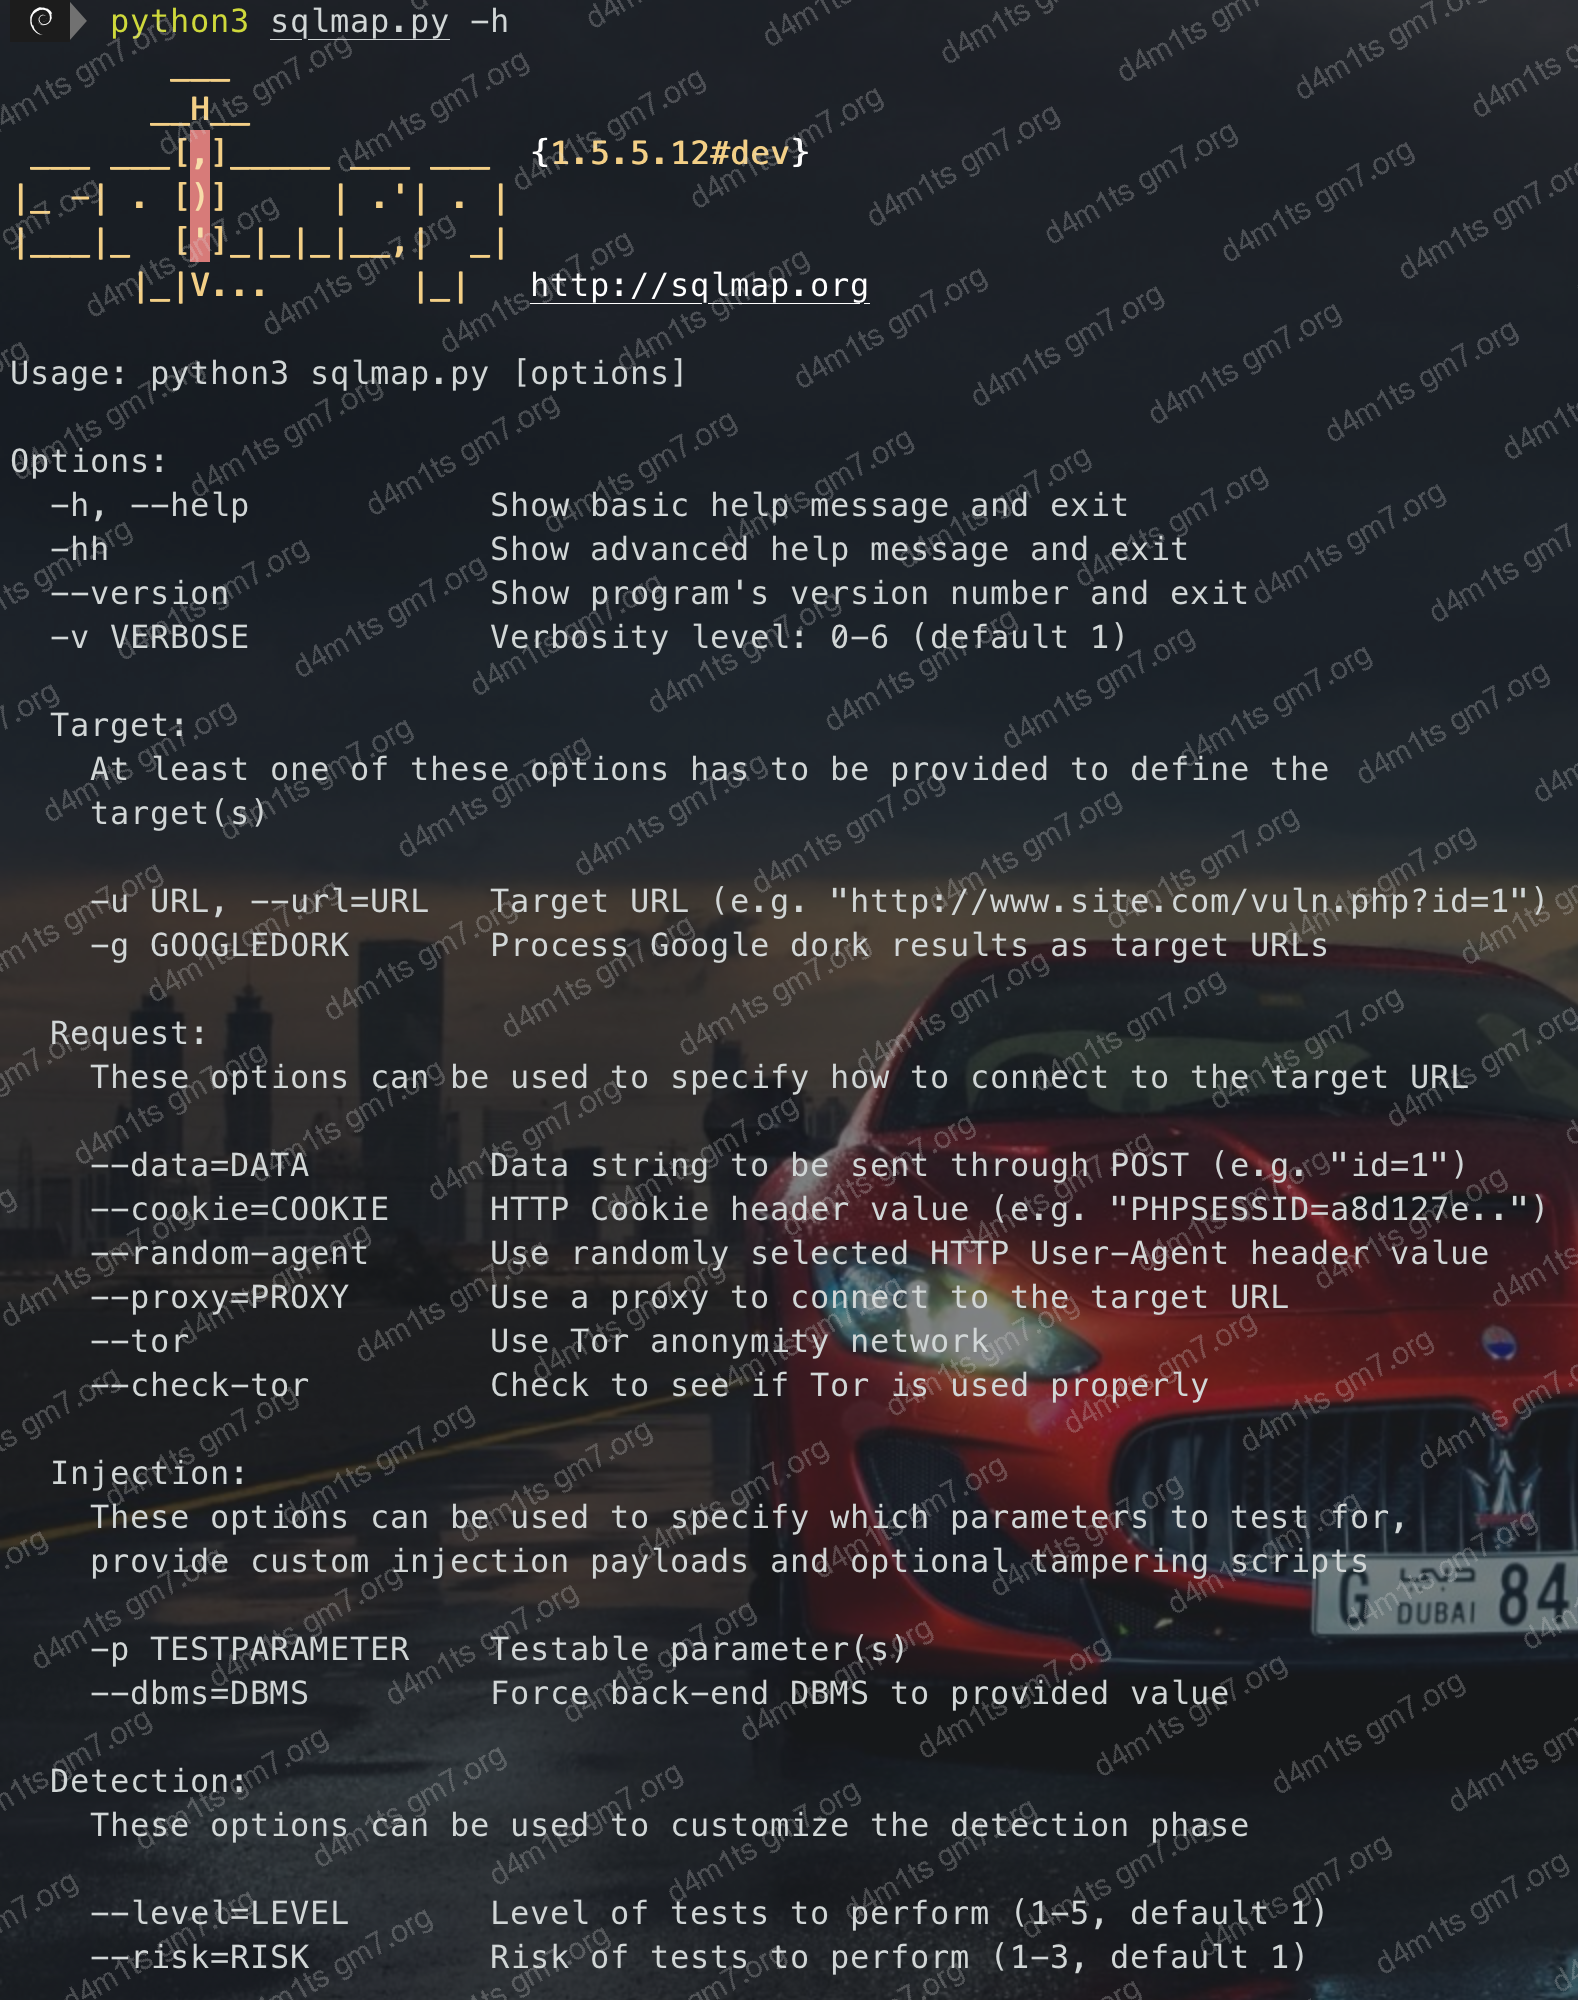 python3 sqlmap.py -h
        ___
       __H__
 ___ ___[,]_____ ___ ___  {1.5.5.12#dev}
|_ -| . [)]     | .'| . |
|___|_  [']_|_|_|__,|  _|
      |_|V...       |_|   http://sqlmap.org
Usage: python3 sqlmap.py [options]
Options:
-h, --help Show basic help message and exit
-hh Show advanced help message and exit
--version Show program's version number and exit
-v VERBOSE Verbosity level: 0-6 (default 1)
Target:
At least one of these options has to be provided to define the
target(s)
-u URL, --url=URL Target URL (e.g. "http://www.site.com/vuln.php?id=1")
-g GOOGLEDORK Process Google dork results as target URLs
Request:
These options can be used to specify how to connect to the target URL
--data=DATA Data string to be sent through POST (e.g. "id=1")
--cookie=COOKIE HTTP Cookie header value (e.g. "PHPSESSID=a8d127e..")
--random-agent Use randomly selected HTTP User-Agent header value
--proxy=PROXY Use a proxy to connect to the target URL
--tor Use Tor anonymity network
--check-tor Check to see if Tor is used properly
Injection:
These options can be used to specify which parameters to test for,
provide custom injection payloads and optional tampering scripts
G دبي DUBAI 84
-p TESTPARAMETER Testable parameter(s)
--dbms=DBMS Force back-end DBMS to provided value
Detection:
These options can be used to customize the detection phase
--level=LEVEL Level of tests to perform (1-5, default 1)
--risk=RISK Risk of tests to perform (1-3, default 1)
d4m1ts gm7.org